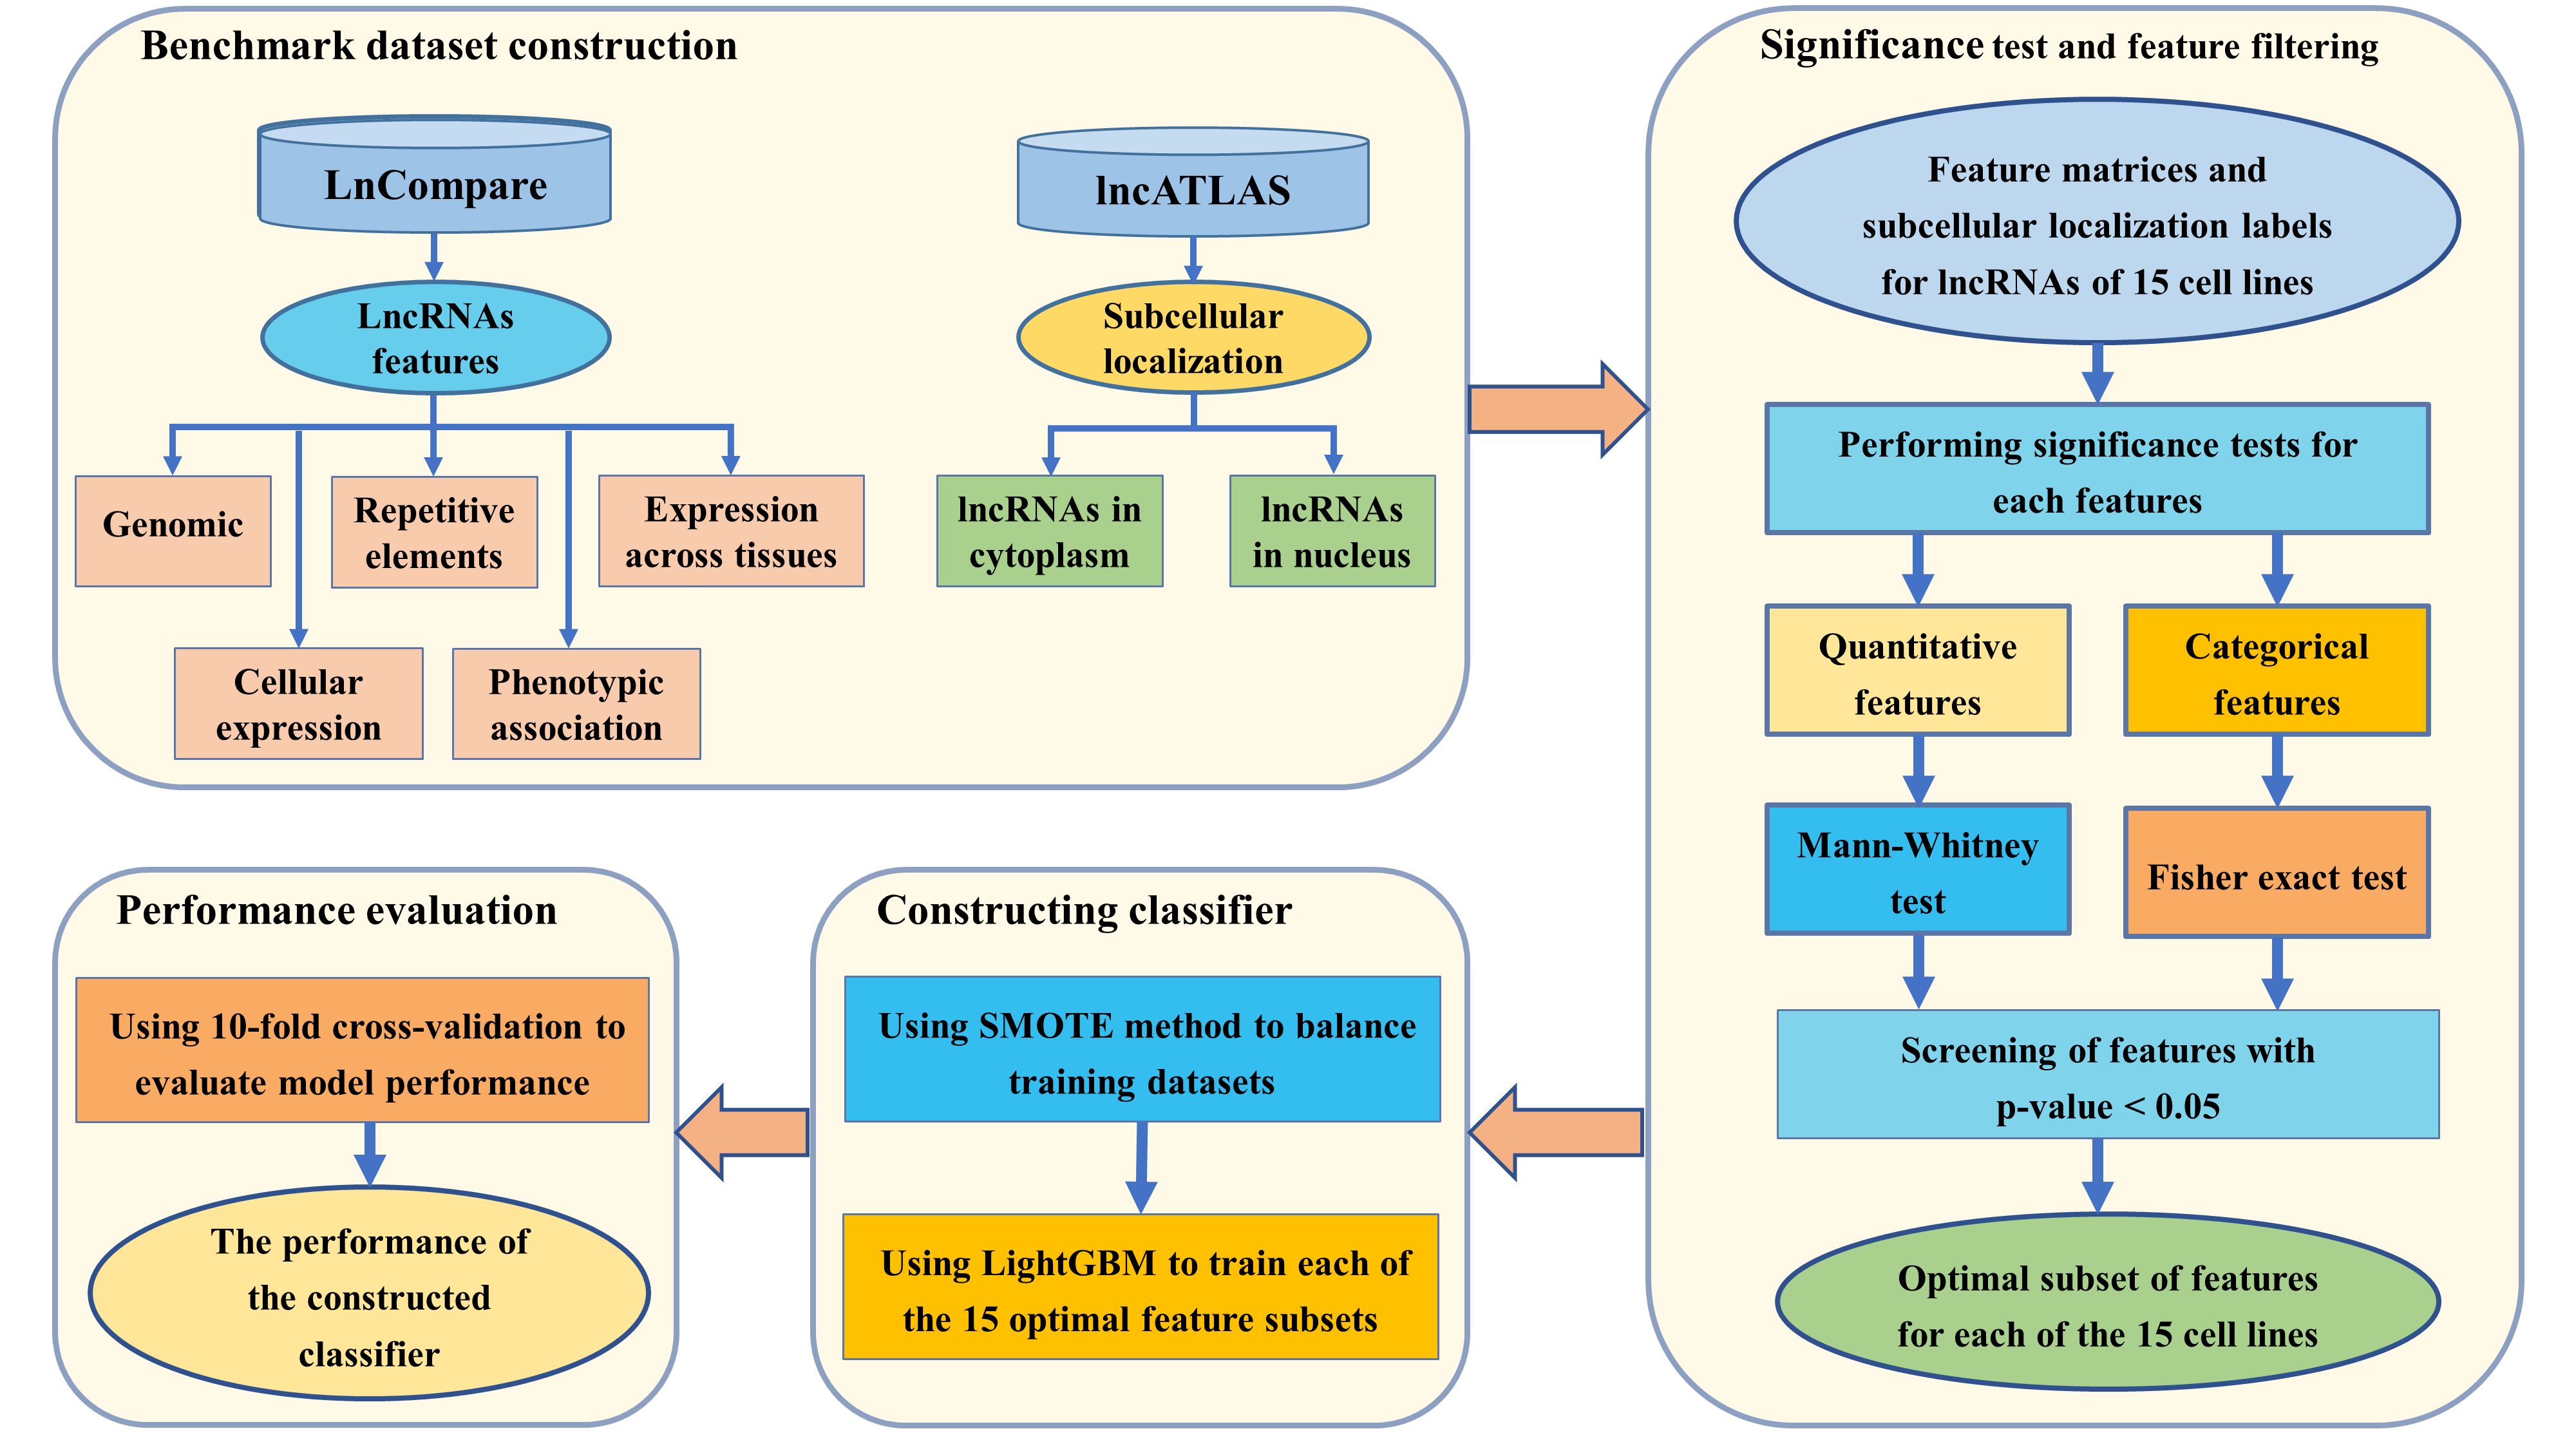 Benchmark dataset construction
LnCompare
LncRNAs
features
Genomic
Repetitive
elements
Expression
across tissues
Cellular
expression
Phenotypic
association
lncATLAS
Subcellular
localization
lncRNAs in
cytoplasm
lncRNAs
in nucleus
Significance test and feature filtering
Feature matrices and
subcellular localization labels
for lncRNAs of 15 cell lines
Performing significance tests for
each features
Quantitative
features
Categorical
features
Mann-Whitney
test
Fisher exact test
Screening of features with
p-value < 0.05
Optimal subset of features
for each of the 15 cell lines
Constructing classifier
Using SMOTE method to balance
training datasets
Using LightGBM to train each of
the 15 optimal feature subsets
Performance evaluation
Using 10-fold cross-validation to
evaluate model performance
The performance of
the constructed
classifier